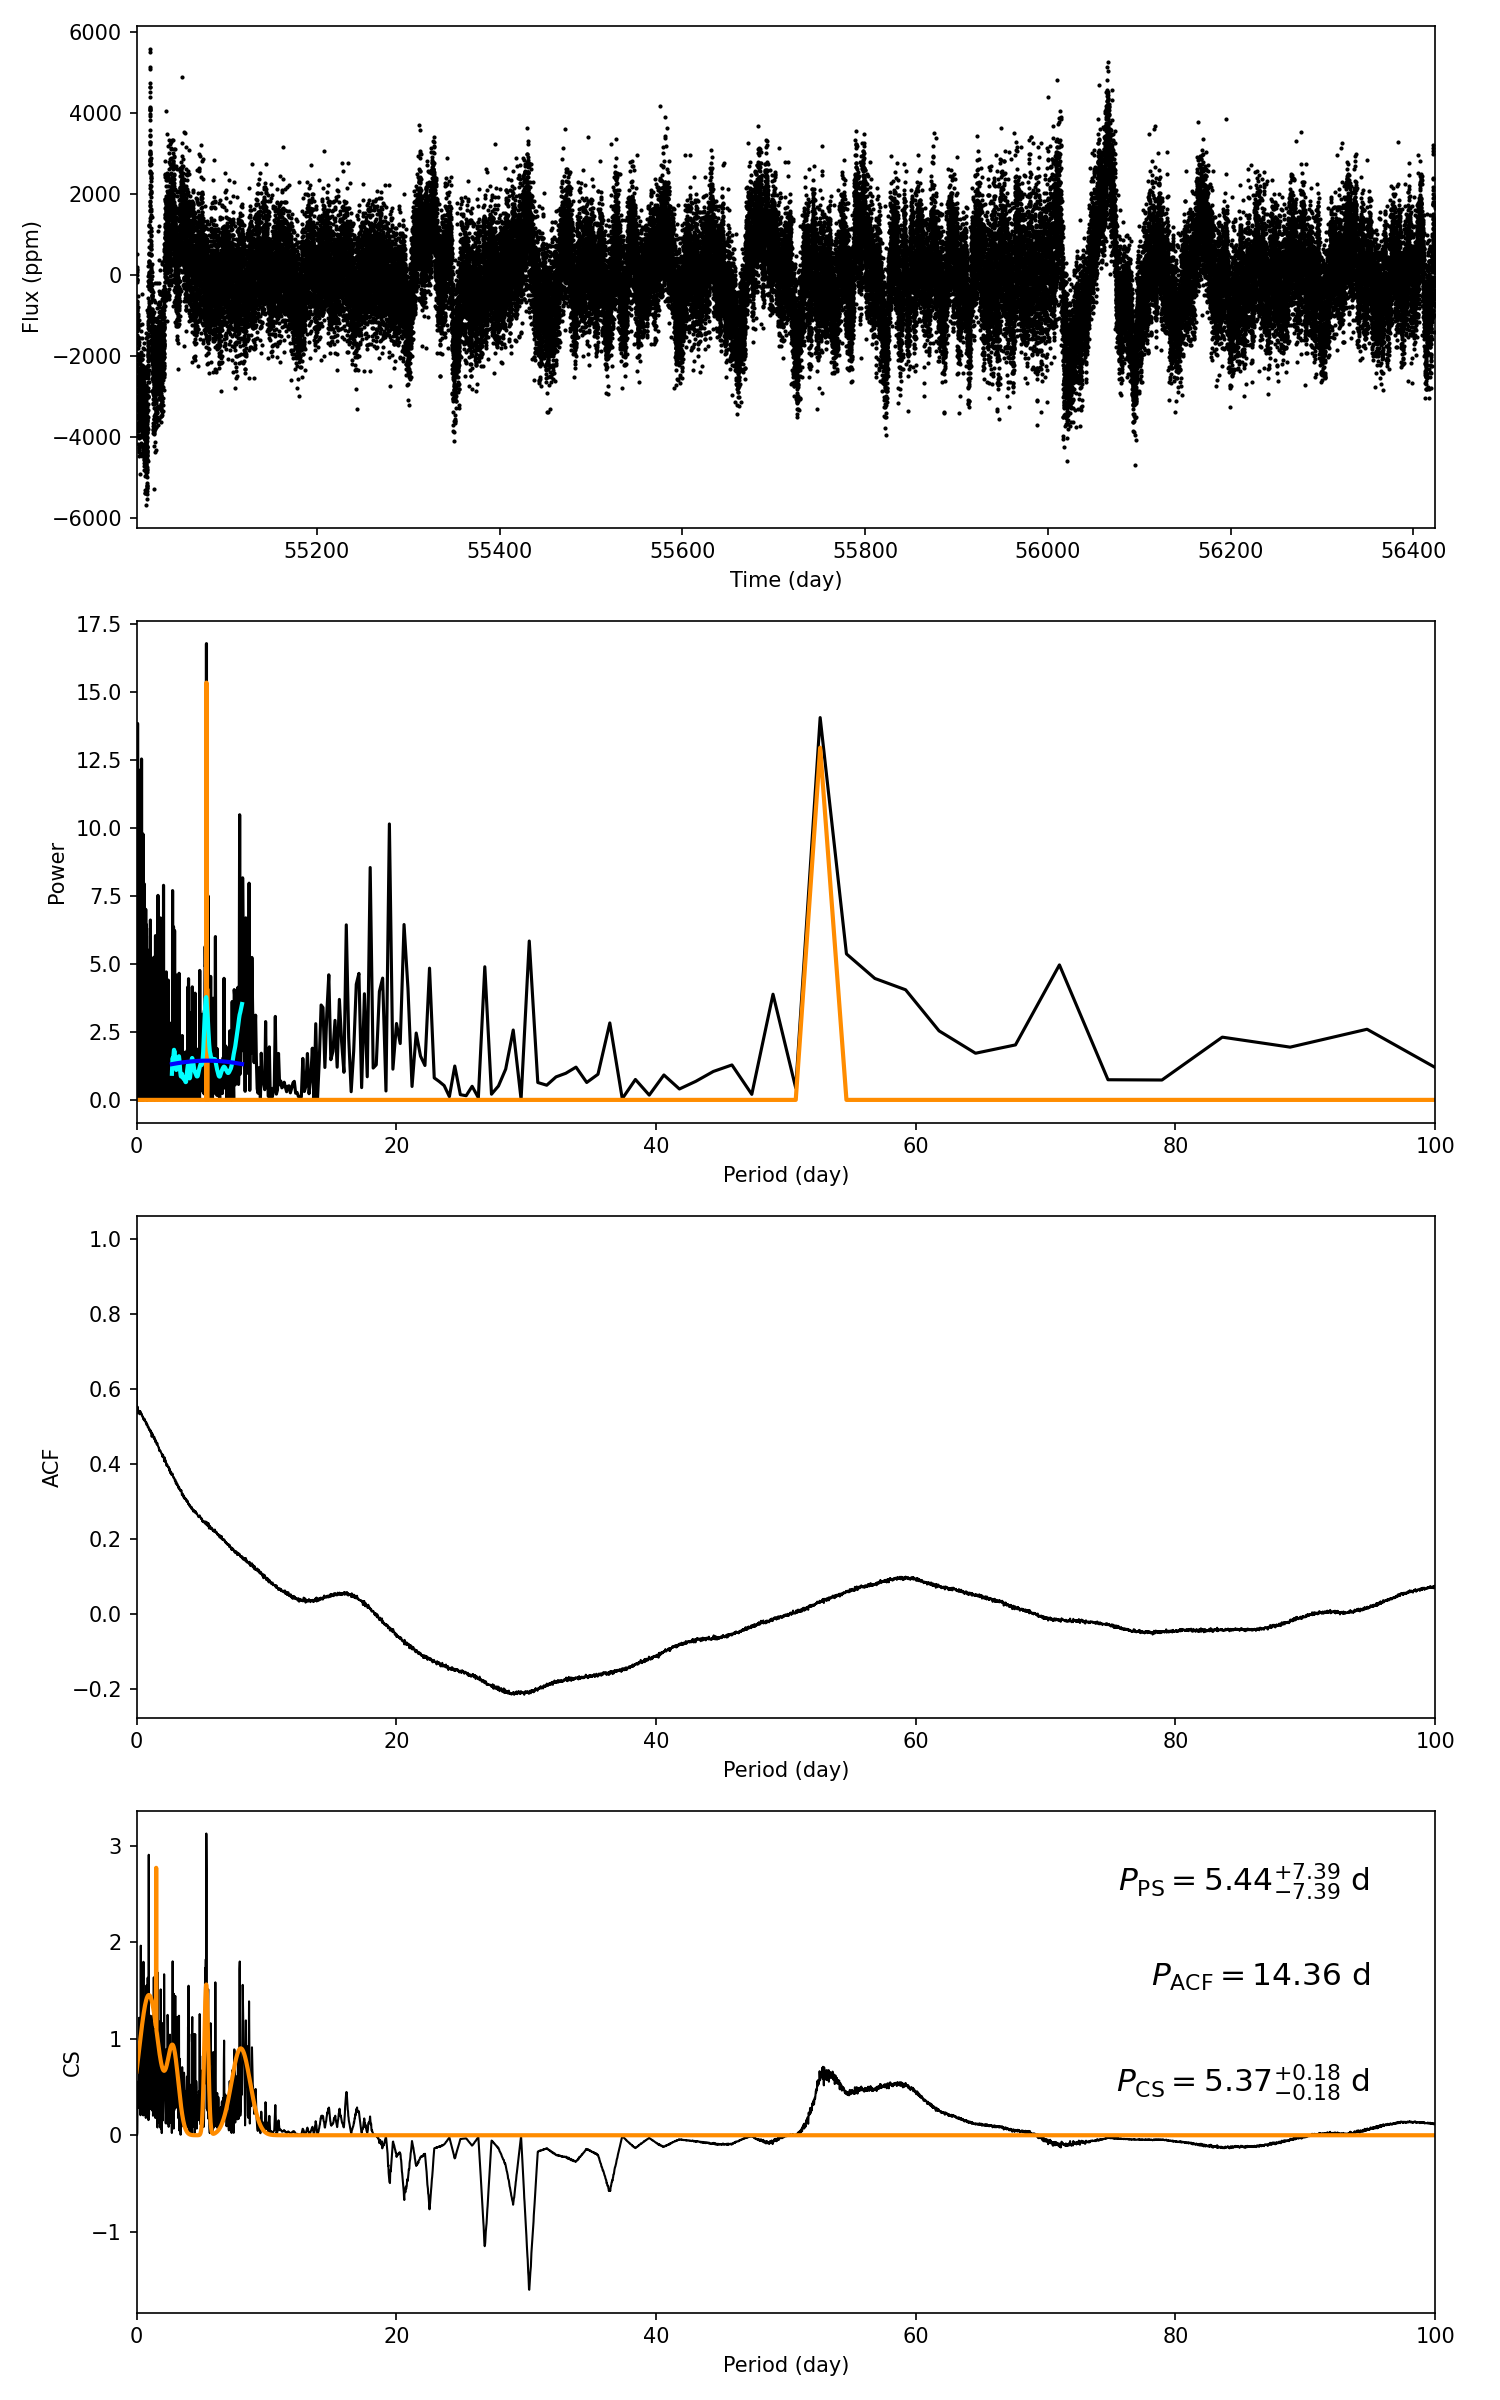 6000
4000
2000
0
−2000
−4000
−6000
Flux (ppm)
55200 55400 55600 55800 56000 56200 56400
Time (day)
17.5
15.0
12.5
10.0
7.5
5.0
2.5
0.0
Power
0 20 40 60 80 100
Period (day)
1.0
0.8
0.6
0.4
0.2
0.0
−0.2
ACF
0 20 40 60 80 100
Period (day)
3
2
1
0
−1
CS
P_PS = 5.44 +7.39 −7.39 d
P_ACF = 14.36 d
P_CS = 5.37 +0.18 −0.18 d
0 20 40 60 80 100
Period (day)